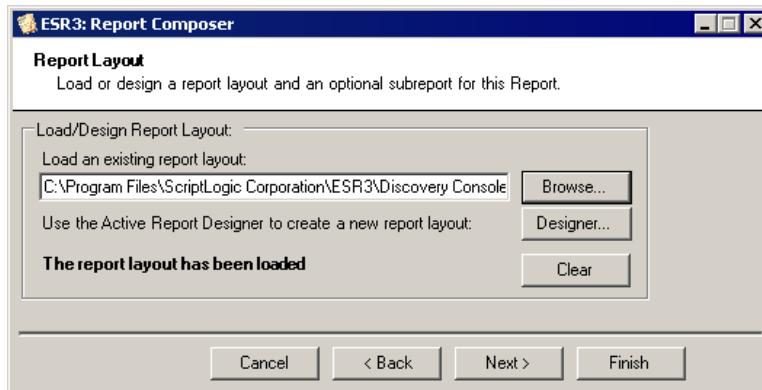 ESR3: Report Composer
Report Layout
Load or design a report layout and an optional subreport for this Report.
Load/Design Report Layout:
Load an existing report layout:
C:\Program Files\ScriptLogic Corporation\ESR3\Discovery Console Browse...
Use the Active Report Designer to create a new report layout: Designer...
The report layout has been loaded Clear
Cancel < Back Next > Finish